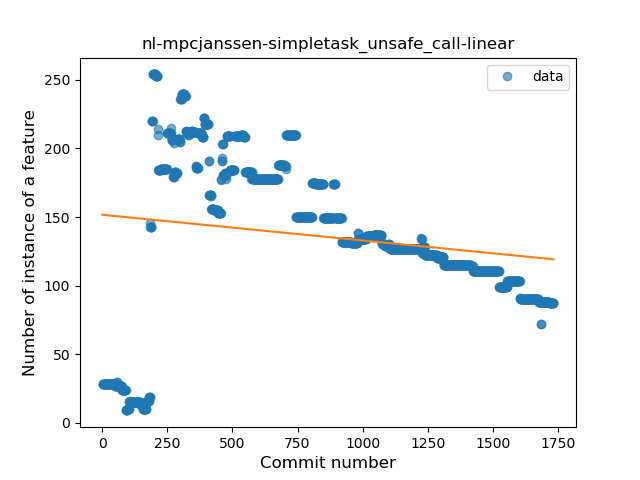 nl-mpcjanssen-simpletask_unsafe_call-linear
data
Number of instance of a feature
250
200
150
100
50
0
0 250 500 750 1000 1250 1500 1750
Commit number